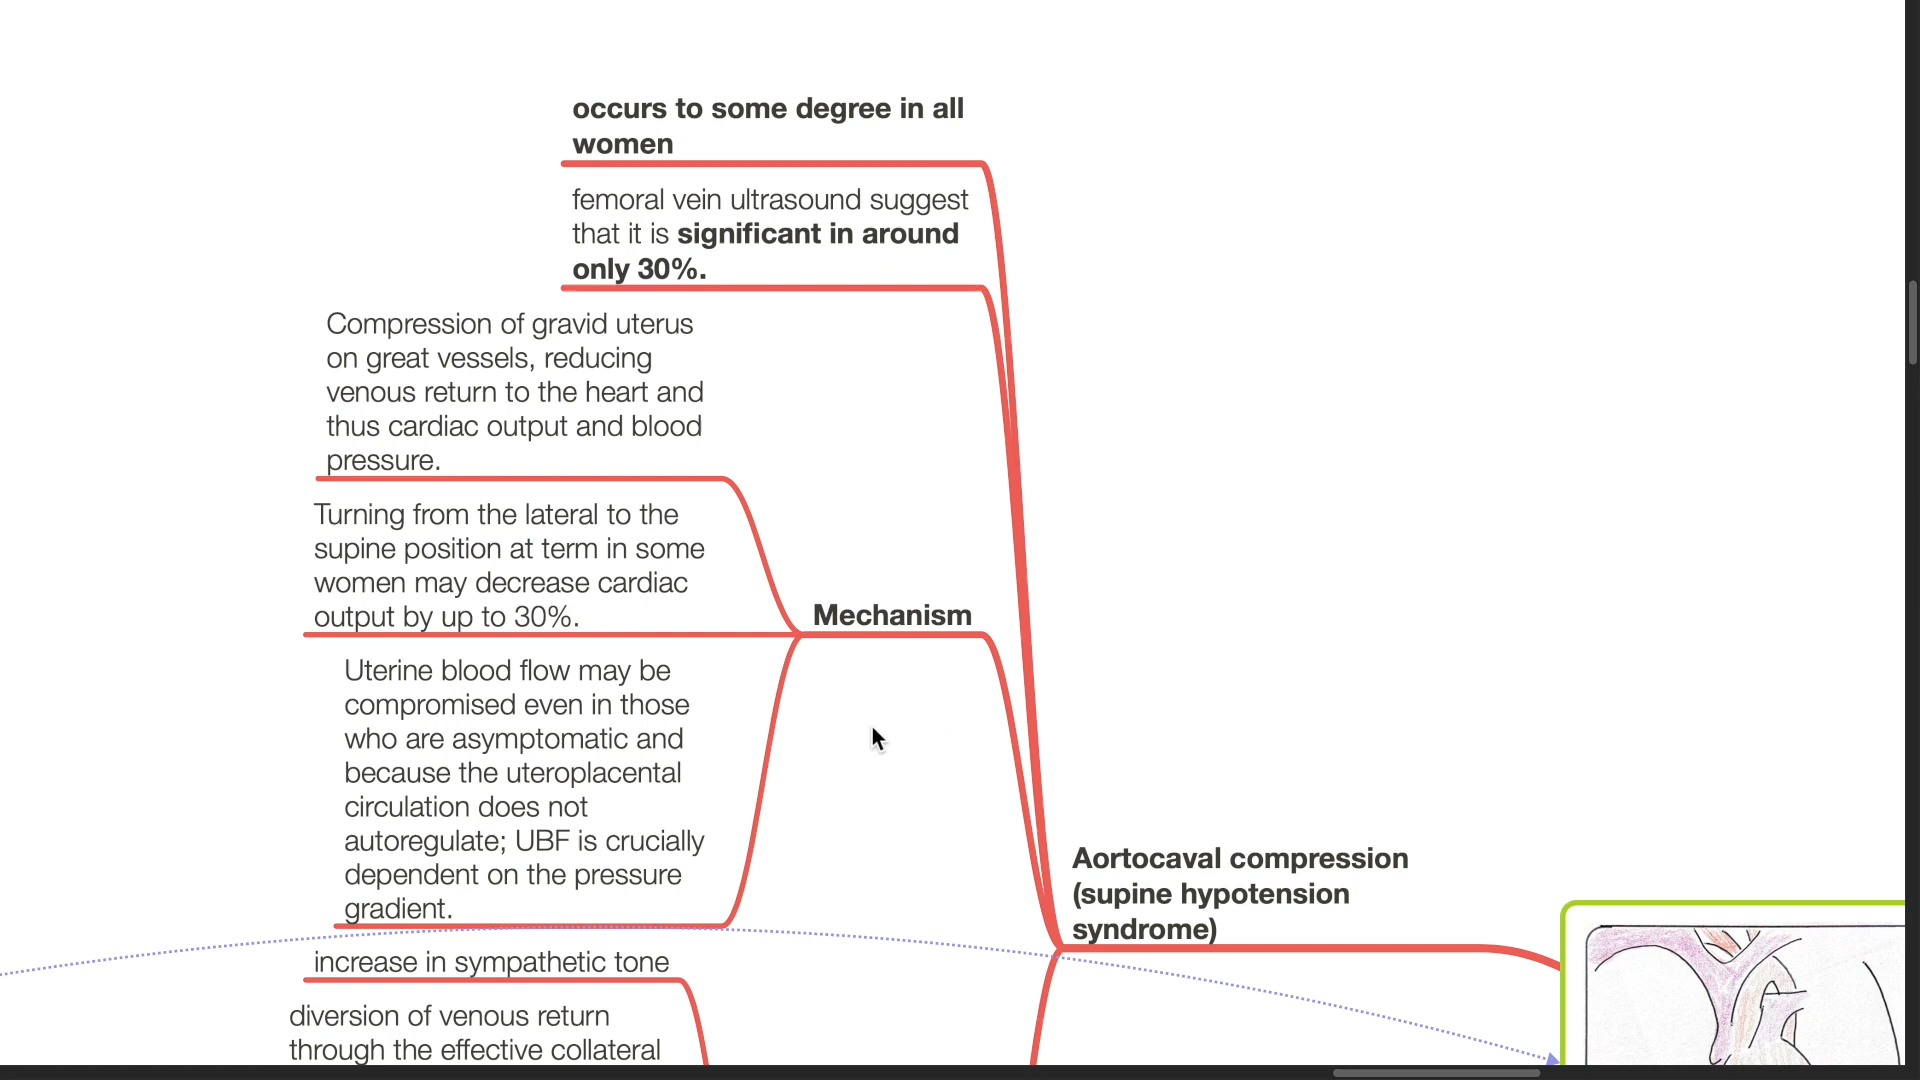 occurs to some degree in all
women
femoral vein ultrasound suggest
that it is significant in around
only 30%.
Compression of gravid uterus
on great vessels, reducing
venous return to the heart and
thus cardiac output and blood
pressure.
Turning from the lateral to the
supine position at term in some
women may decrease cardiac
output by up to 30%.
Mechanism
Uterine blood flow may be
compromised even in those
who are asymptomatic and
because the uteroplacental
circulation does not
autoregulate; UBF is crucially
dependent on the pressure
gradient.
Aortocaval compression
(supine hypotension
syndrome)
increase in sympathetic tone
diversion of venous return
through the effective collateral